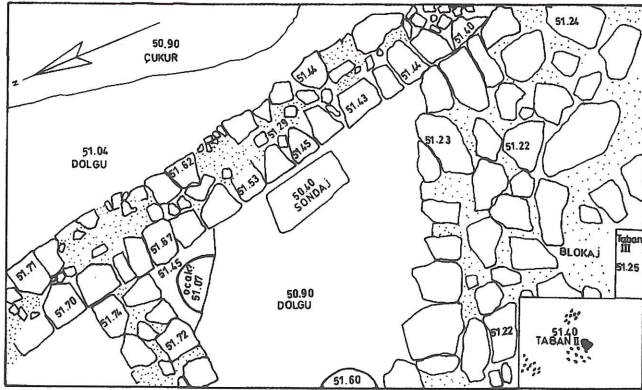 50.90
ÇUKUR
N
51.40
51.24
51.44
51.44
51.43
51.29
51.45
51.23
51.22
51.04
DOLGU
51.62
51.53
50.40
SONDAJ
51.67
51.45
ocak?
51.07
51.71
51.70
51.74
51.72
50.90
DOLGU
BLOKAJ
Taban
III
51.25
51.22
51.40
TABAN II
51.60